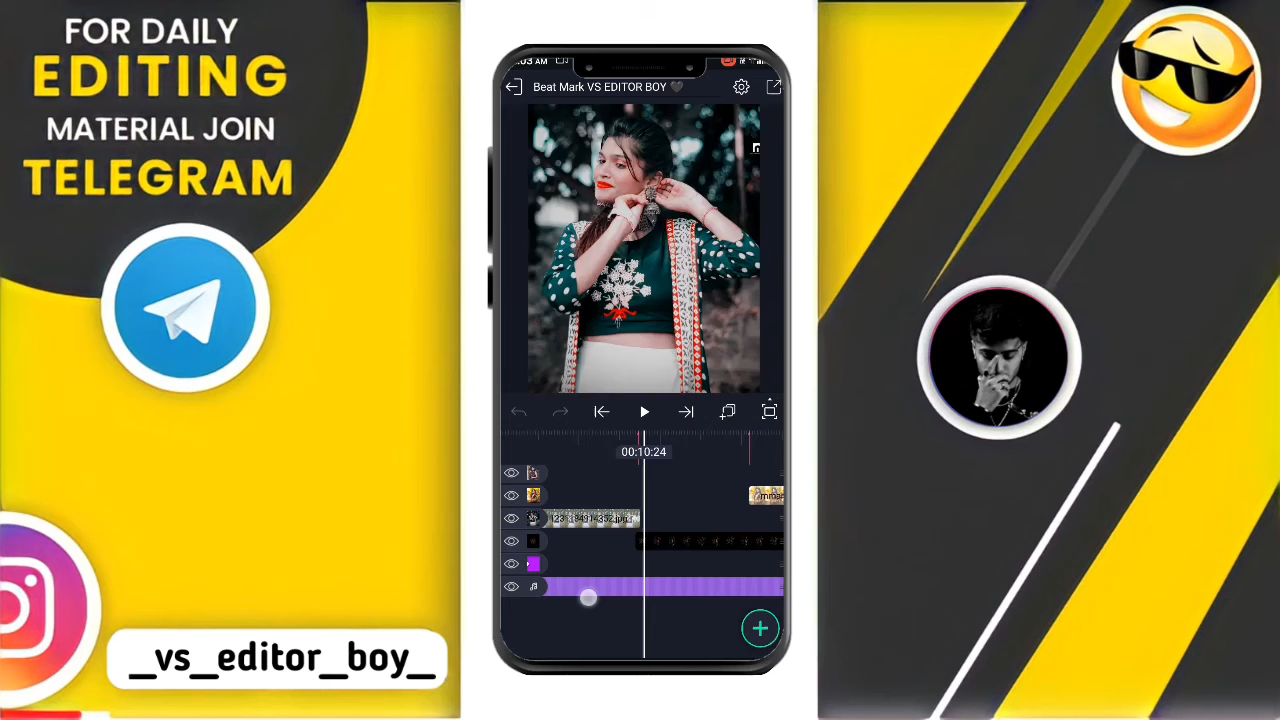 FOR DAILY
EDITING
MATERIAL JOIN
TELEGRAM
_vs_editor_boy_
Beat Mark VS EDITOR BOY 🖤
00:10:24